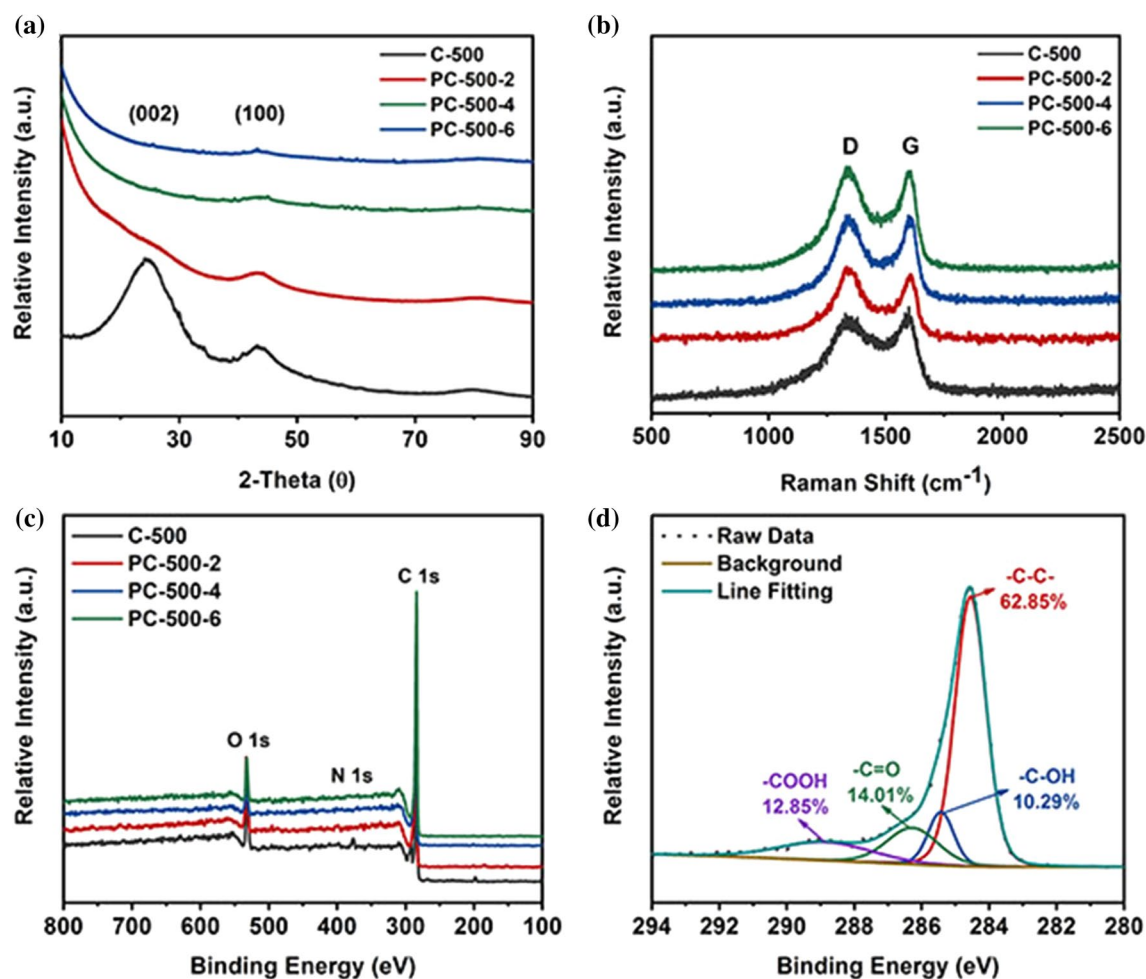 (a)
Relative Intensity (a.u.)
C-500
PC-500-2
PC-500-4
PC-500-6
(002)
(100)
10 30 50 70 90
2-Theta (θ)
(b)
Relative Intensity (a.u.)
C-500
PC-500-2
PC-500-4
PC-500-6
D G
500 1000 1500 2000 2500
Raman Shift (cm-1)
(c)
Relative Intensity (a.u.)
C-500
PC-500-2
PC-500-4
PC-500-6
C 1s
O 1s
N 1s
800 700 600 500 400 300 200 100
Binding Energy (eV)
(d)
Relative Intensity (a.u.)
Raw Data
Background
Line Fitting
-C-C-
62.85%
-COOH
12.85%
-C=O
14.01%
-C-OH
10.29%
294 292 290 288 286 284 282 280
Binding Energy (eV)